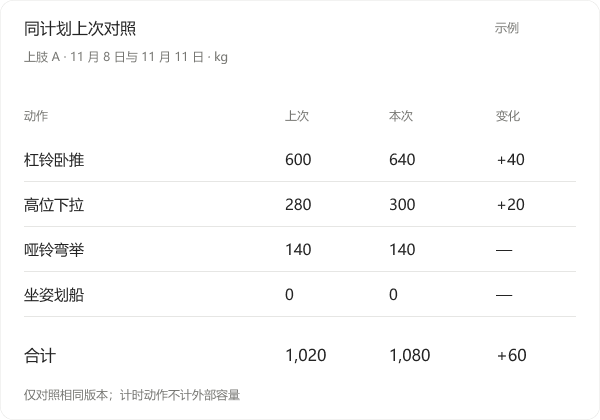 同计划上次对照 示例
上肢 A · 11 月 8 日与 11 月 11 日 · kg
动作 上次 本次 变化
杠铃卧推 600 640 +40
高位下拉 280 300 +20
哑铃弯举 140 140 —
坐姿划船 0 0 —
合计 1,020 1,080 +60
仅对照相同版本；计时动作不计外部容量